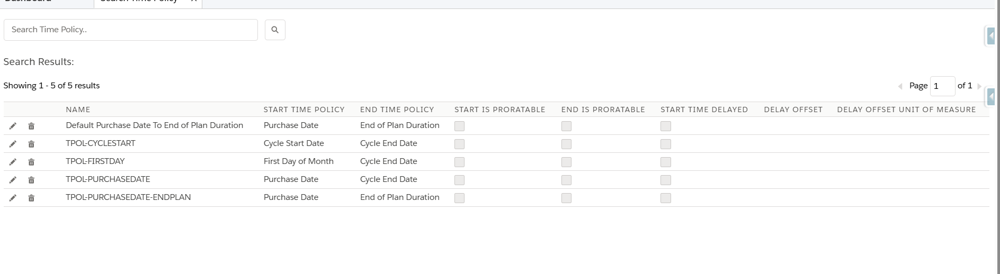 Dashboard Search Time Policy X
Search Time Policy..
Search Results:
Showing 1 - 5 of 5 results Page 1 of 1
NAME START TIME POLICY END TIME POLICY START IS PRORATABLE END IS PRORATABLE START TIME DELAYED DELAY OFFSET DELAY OFFSET UNIT OF MEASURE
Default Purchase Date To End of Plan Duration Purchase Date End of Plan Duration
TPOL-CYCLESTART Cycle Start Date Cycle End Date
TPOL-FIRSTDAY First Day of Month Cycle End Date
TPOL-PURCHASEDATE Purchase Date Cycle End Date
TPOL-PURCHASEDATE-ENDPLAN Purchase Date End of Plan Duration